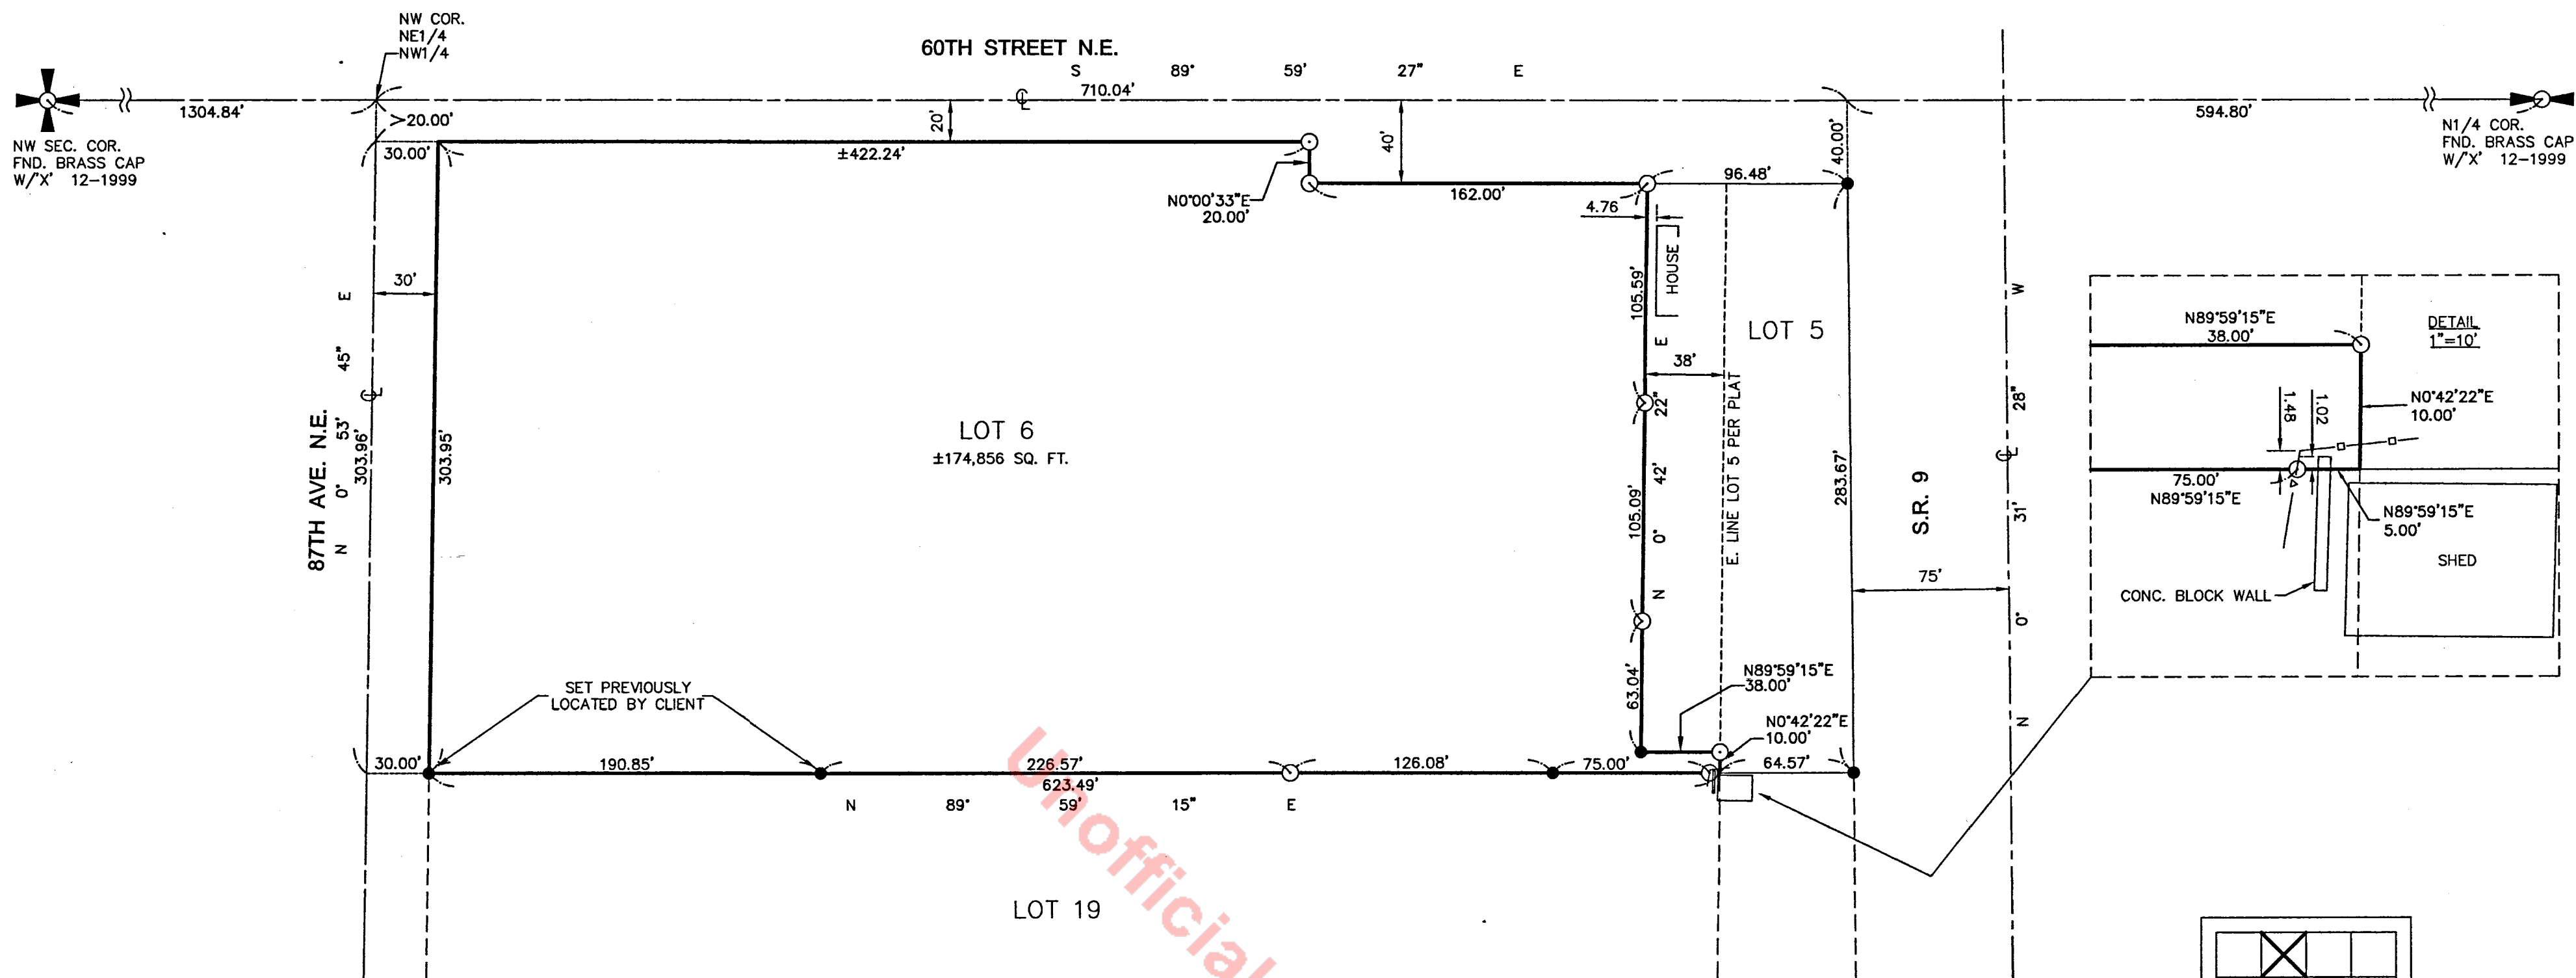 NW COR.
NE1/4
NW1/4
60TH STREET N.E.
S 89° 59' 27" E
710.04'
℄
1304.84'
594.80'
NW SEC. COR.
FND. BRASS CAP
W/'X' 12-1999
N1/4 COR.
FND. BRASS CAP
W/'X' 12-1999
20.00'
30.00'
20'
40'
40.00'
±422.24'
N0°00'33"E
20.00'
162.00'
96.48'
4.76
HOUSE
105.59'
30'
38'
LOT 5
E. LINE LOT 5 PER PLAT
LOT 6
±174,856 SQ. FT.
87TH AVE. N.E.
N 0° 53' 45" E
℄
303.96'
303.95'
N 0° 42' 22" E
105.09'
63.04'
283.67'
S.R. 9
N 0° 31' 28" W
℄
75'
SET PREVIOUSLY
LOCATED BY CLIENT
N89°59'15"E
38.00'
N0°42'22"E
10.00'
30.00'
190.85'
226.57'
126.08'
75.00'
64.57'
623.49'
N 89° 59' 15" E
LOT 19
N89°59'15"E
38.00'
DETAIL
1"=10'
N0°42'22"E
10.00'
1.48
1.02
75.00'
N89°59'15"E
N89°59'15"E
5.00'
SHED
CONC. BLOCK WALL
Unofficial